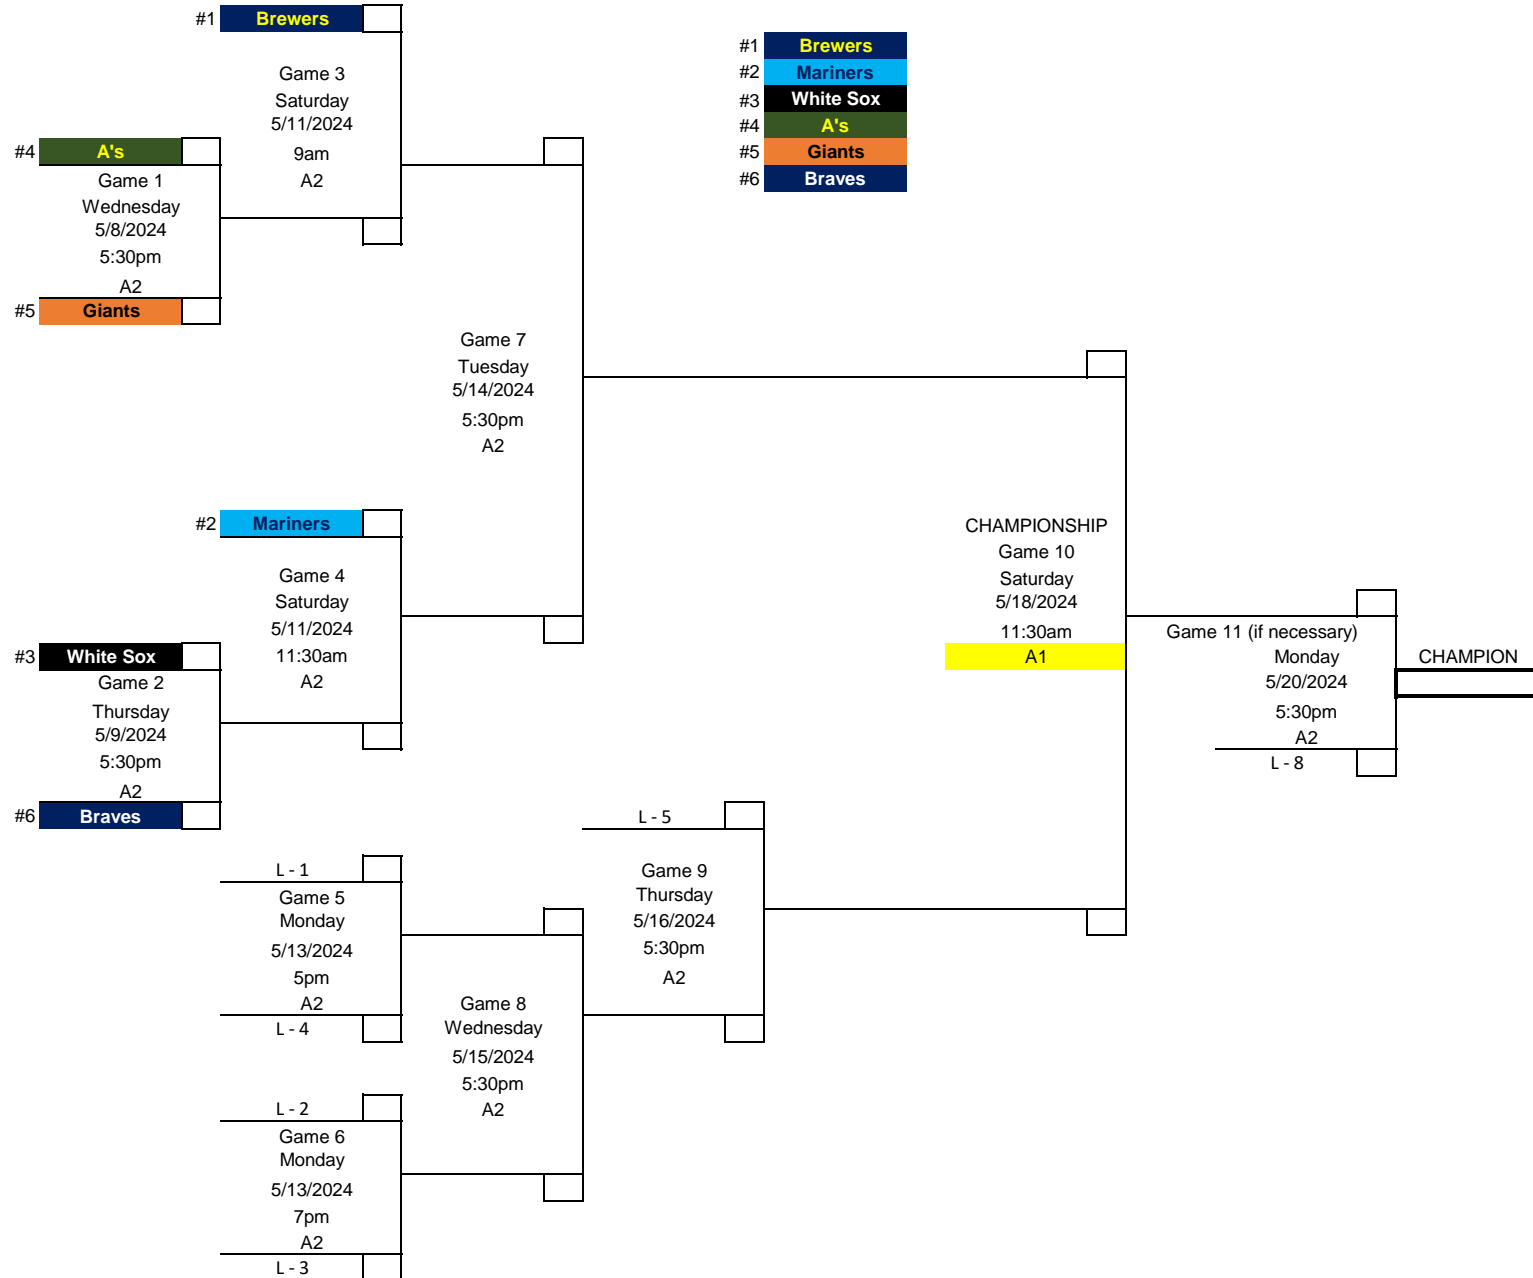 #1 Brewers
Game 3
Saturday
5/11/2024
9am
A2
#4 A's
Game 1
Wednesday
5/8/2024
5:30pm
A2
#5 Giants
#1 Brewers
#2 Mariners
#3 White Sox
#4 A's
#5 Giants
#6 Braves
Game 7
Tuesday
5/14/2024
5:30pm
A2
#2 Mariners
Game 4
Saturday
5/11/2024
11:30am
A2
#3 White Sox
Game 2
Thursday
5/9/2024
5:30pm
A2
#6 Braves
CHAMPIONSHIP
Game 10
Saturday
5/18/2024
11:30am
A1
Game 11 (if necessary)
Monday
5/20/2024
5:30pm
A2
L - 8
CHAMPION
L - 5
Game 9
Thursday
5/16/2024
5:30pm
A2
L - 1
Game 5
Monday
5/13/2024
5pm
A2
L - 4
Game 8
Wednesday
5/15/2024
5:30pm
A2
L - 2
Game 6
Monday
5/13/2024
7pm
A2
L - 3